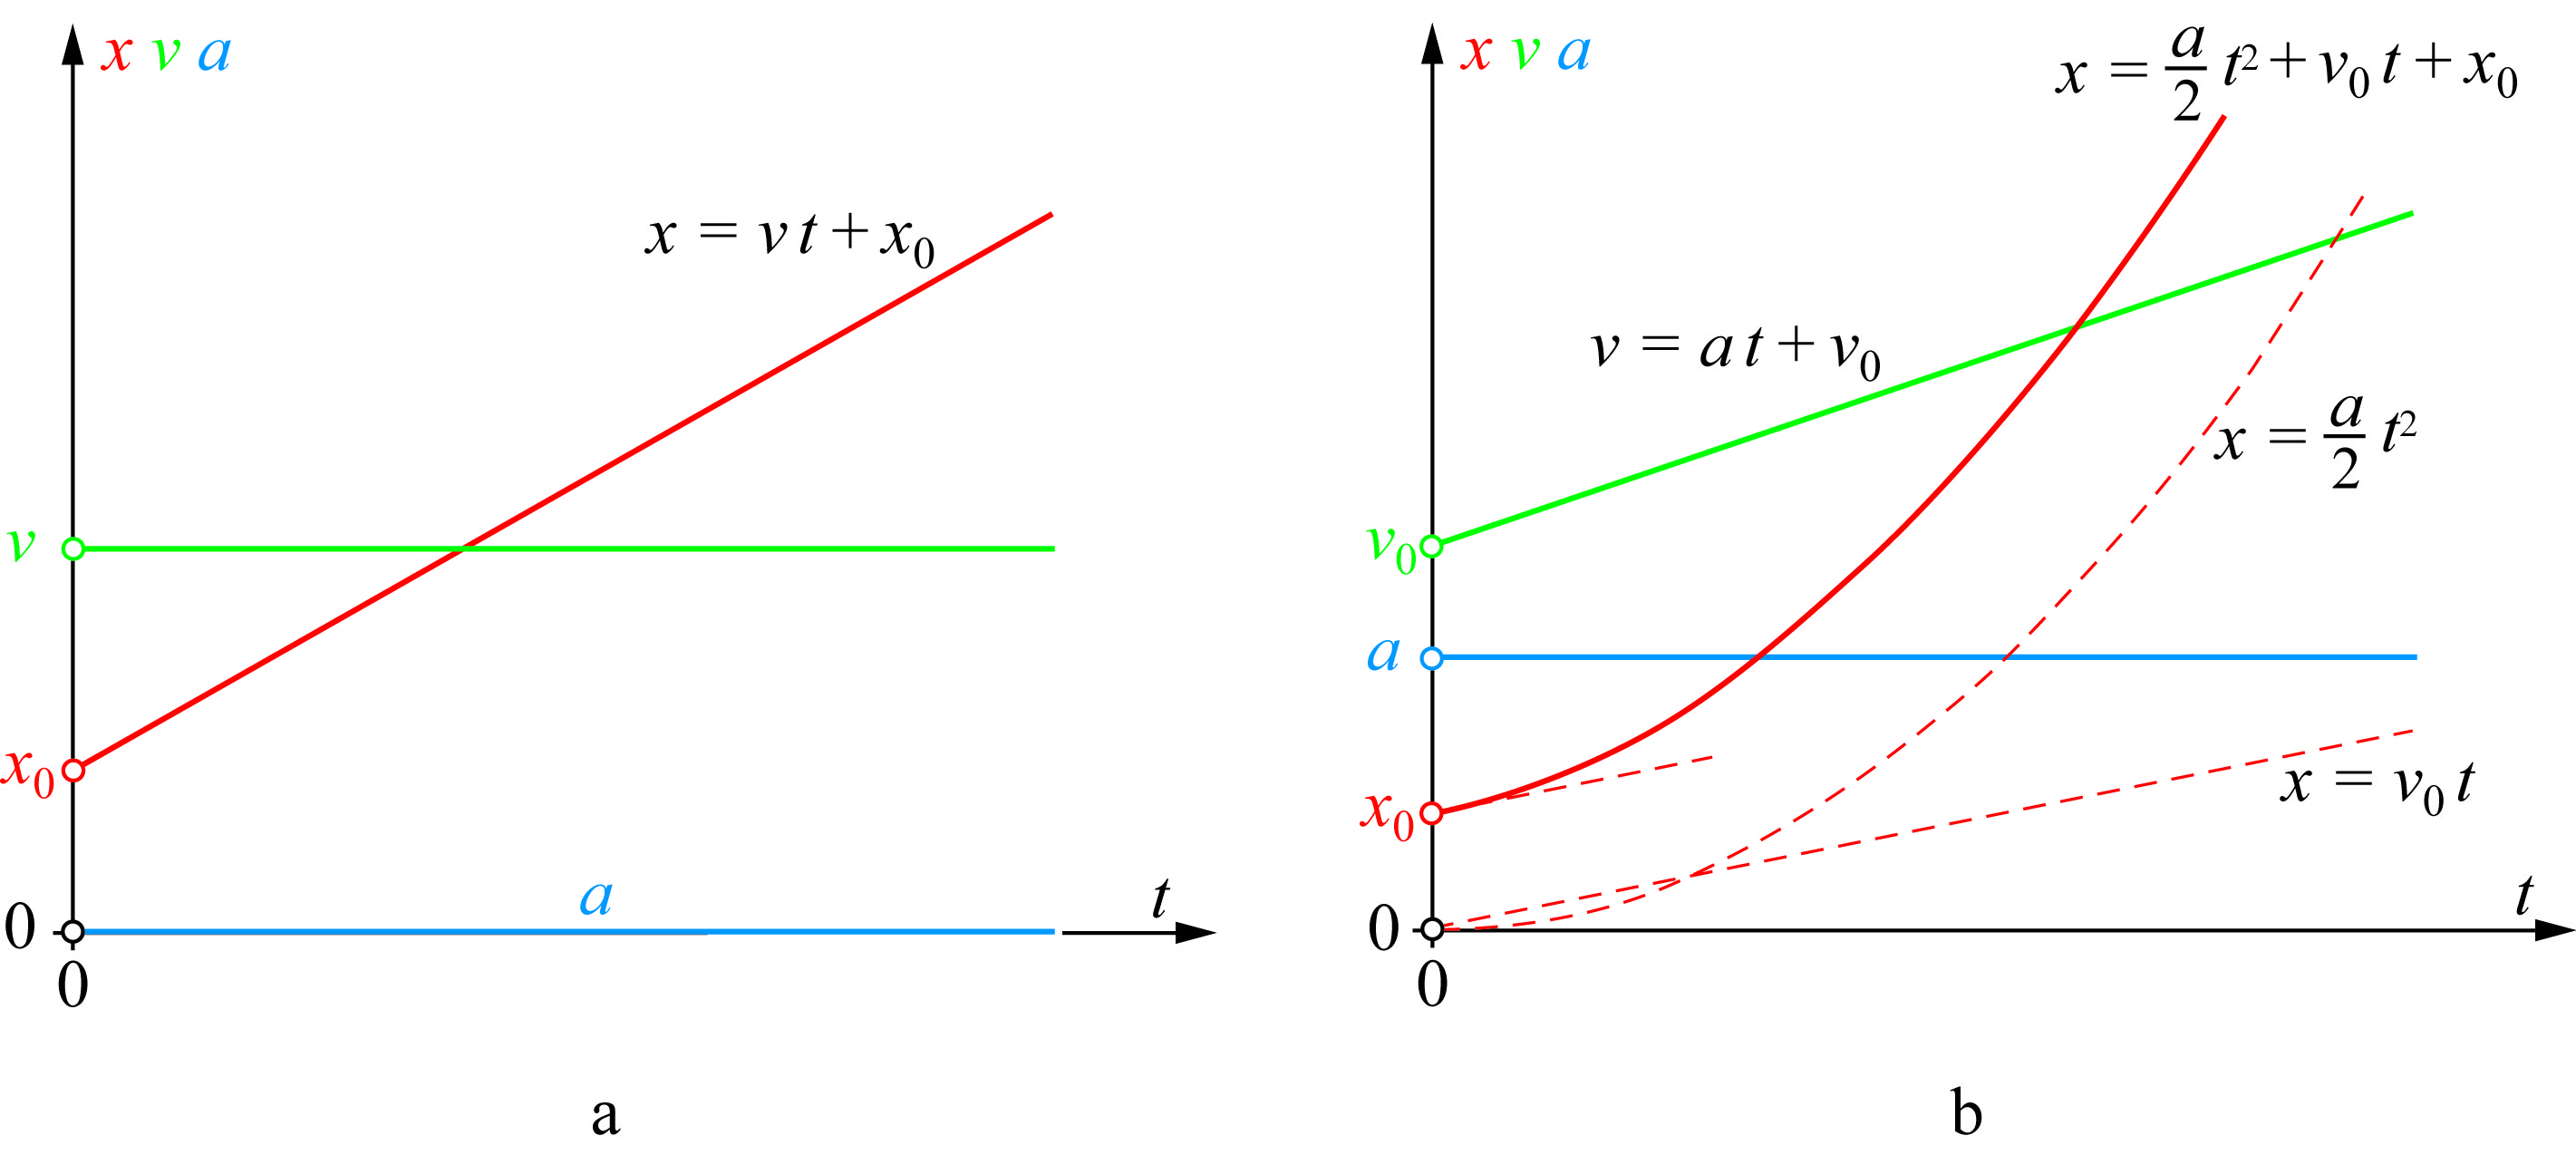 x v a
x = v t + x₀
v
x₀
a
t
0
0
a
x v a
x = a/2 t² + v₀ t + x₀
v = a t + v₀
x = a/2 t²
v₀
a
x₀
x = v₀ t
t
0
0
b